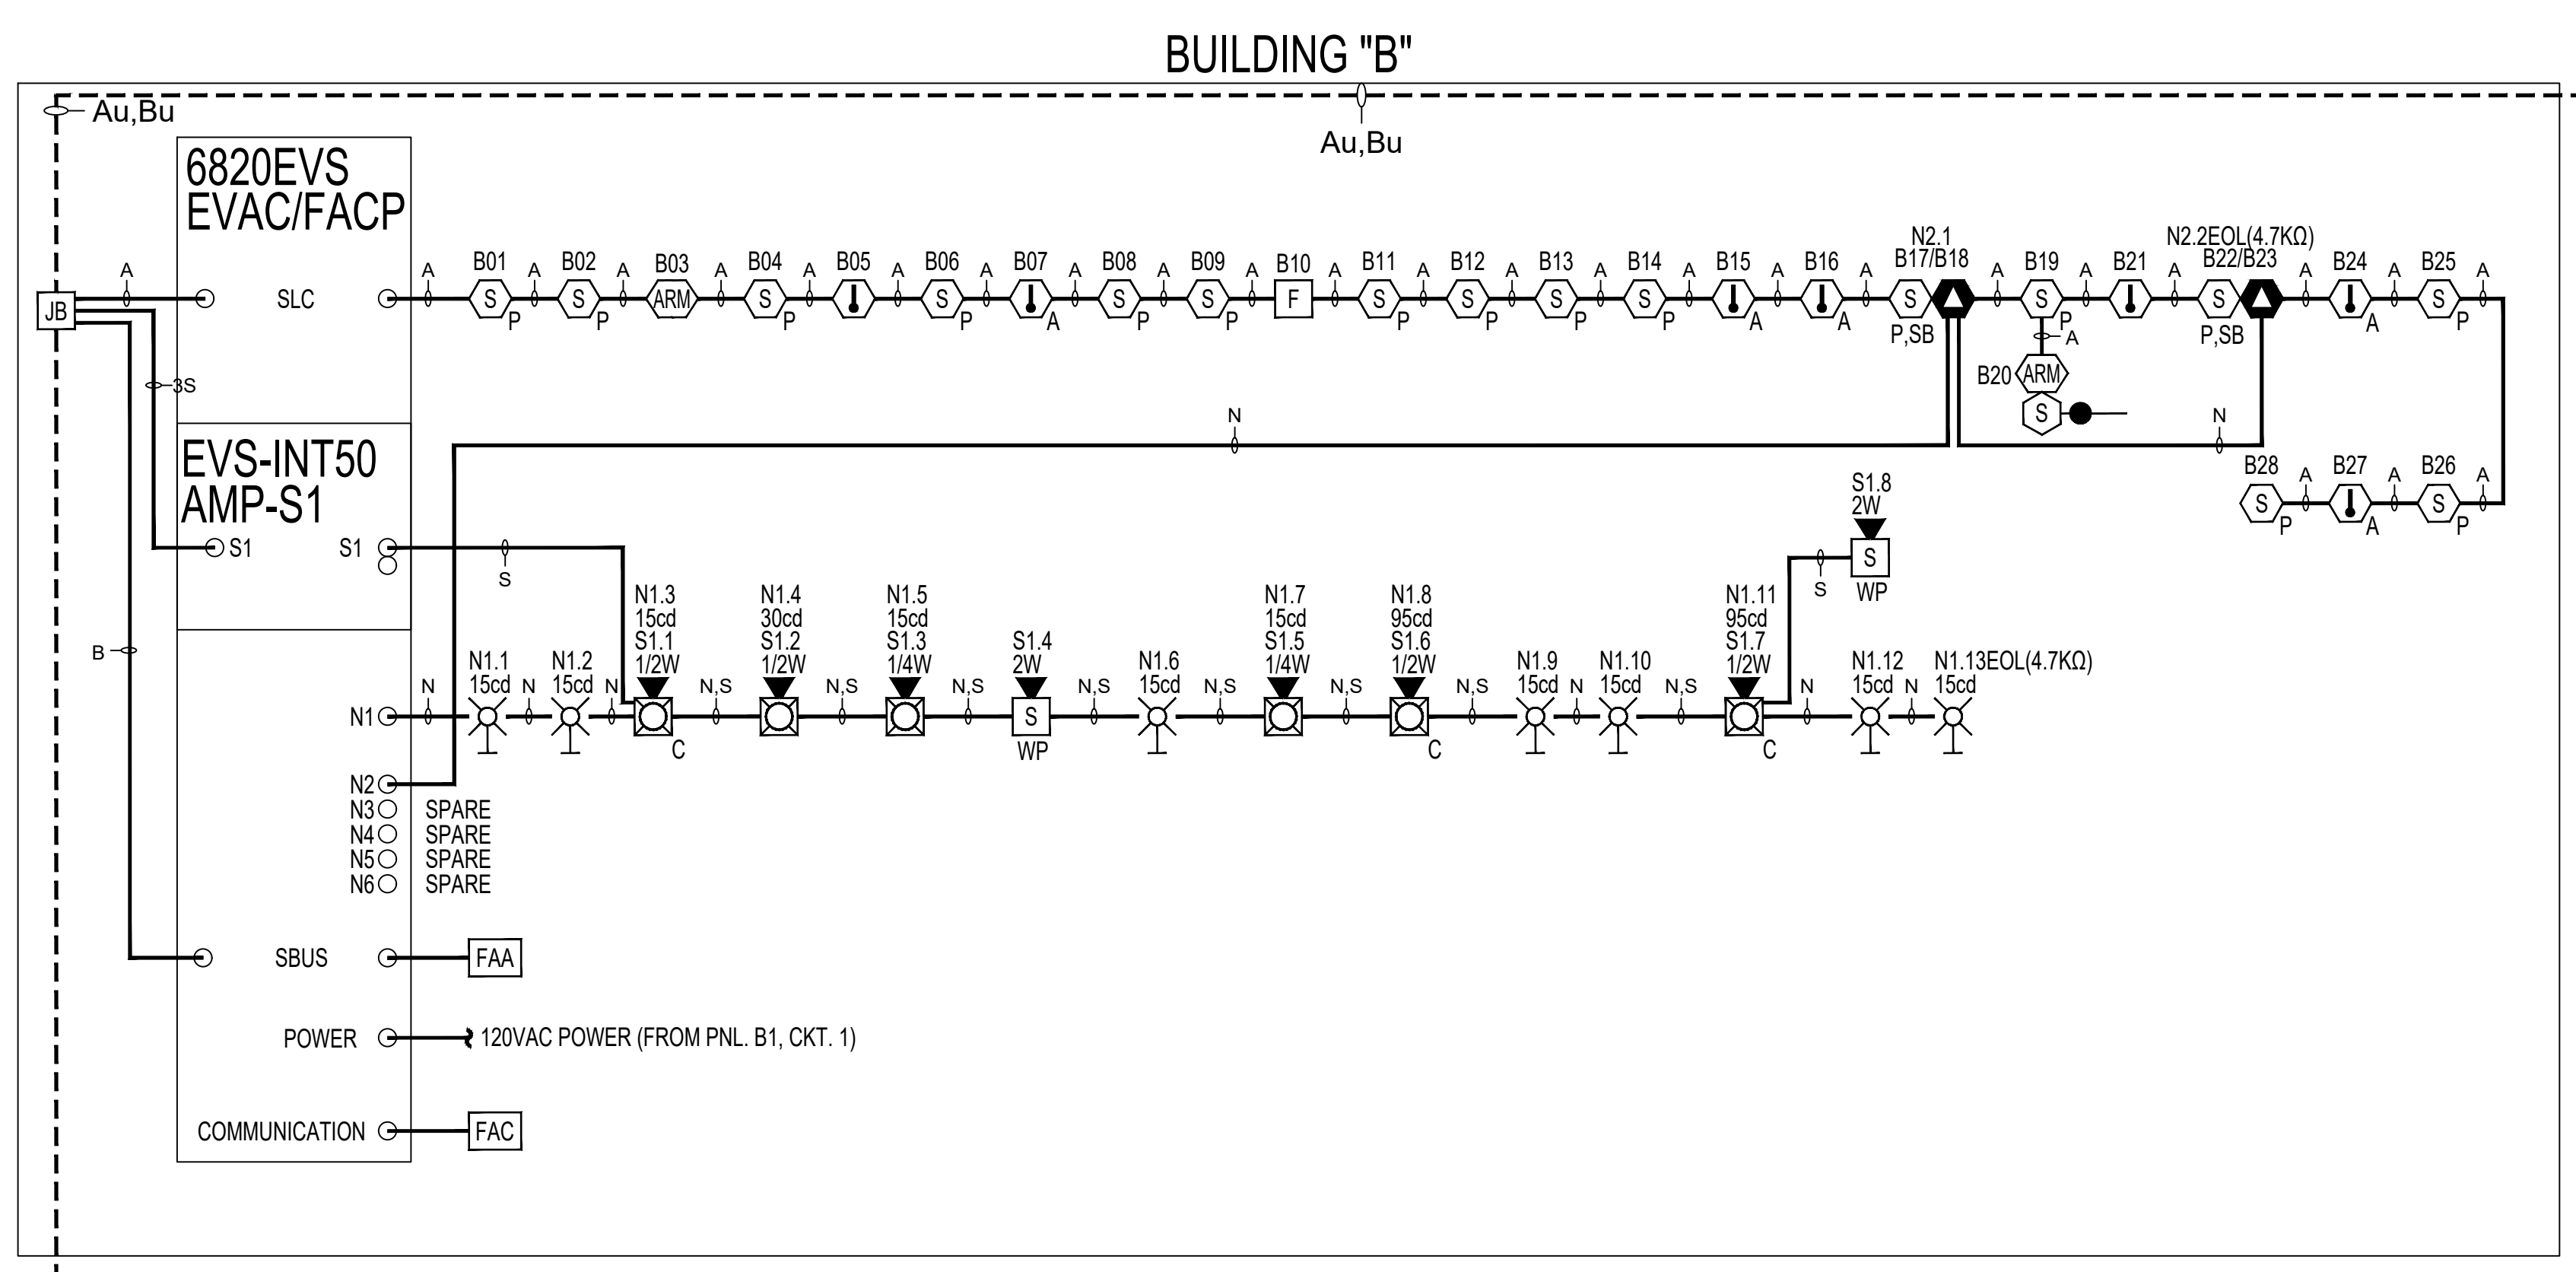 BUILDING "B"
Au,Bu
Au,Bu
6820EVS
EVAC/FACP
JB
A
SLC
A
B01 A B02 A B03 A B04 A B05 A B06 A B07 A B08 A B09 A B10 A B11 A B12 A B13 A B14 A B15 A B16 A
N2.1
B17/B18
A B19 A B21 A
N2.2EOL(4.7KΩ)
B22/B23
A B24 A B25 A
S S ARM S S S S F S S S S S S S S
P P P P A P P P P P P A A P,SB P P,SB A P
A
B20 ARM
S
3S
N
N
EVS-INT50
AMP-S1
S1
S1
S
B28 A B27 A B26 A
S S
P A P
S1.8
2W
S
WP
S
B
N1
N
N1.1
15cd
N
N1.2
15cd
N
N1.3
15cd
S1.1
1/2W
C
N,S
N1.4
30cd
S1.2
1/2W
N,S
N1.5
15cd
S1.3
1/4W
N,S
S1.4
2W
S
WP
N,S
N1.6
15cd
N,S
N1.7
15cd
S1.5
1/4W
N,S
N1.8
95cd
S1.6
1/2W
C
N,S
N1.9
15cd
N
N1.10
15cd
N,S
N1.11
95cd
S1.7
1/2W
C
N
N1.12
15cd
N
N1.13EOL(4.7KΩ)
15cd
N2
N3 SPARE
N4 SPARE
N5 SPARE
N6 SPARE
SBUS FAA
POWER 120VAC POWER (FROM PNL. B1, CKT. 1)
COMMUNICATION FAC